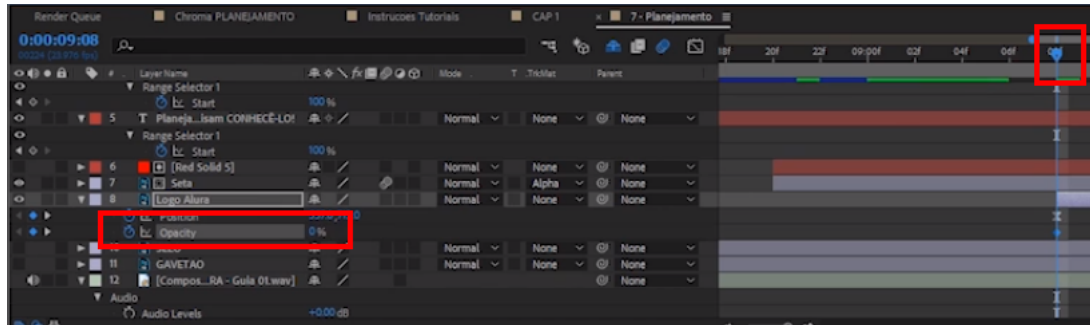 Render Queue Chroma PLANEJAMENTO Instrucoes Tutoriais CAP 1 × 7 - Planejamento
0:00:09:08
00224 (23.976 fps)
18f 20f 22f 09:00f 02f 04f 06f
# Layer Name Mode T .TrkMat Parent
Range Selector 1
Start 100 %
5 T Planeja...isam CONHECÊ-LO! Normal None None
Range Selector 1
Start 100 %
6 [Red Solid 5] Normal None None
7 Seta Normal Alpha None
8 Logo Alura Normal None None
Position
Opacity 0 %
Normal None None
11 GAVETAO Normal None None
12 [Compos...RA - Guia 01.wav] None
Audio
Audio Levels +0,00 dB